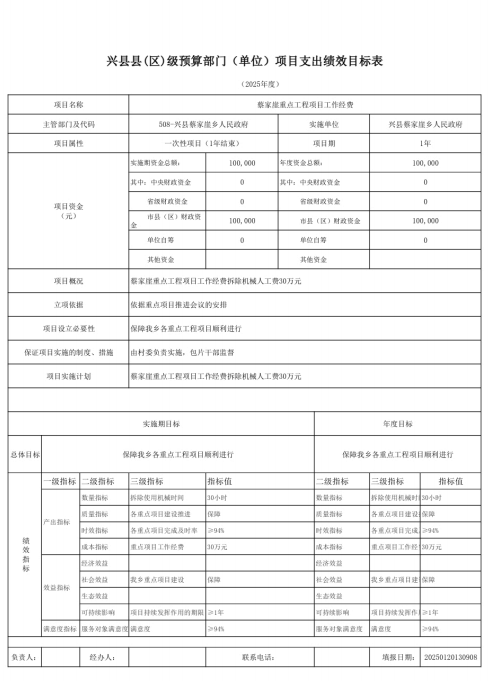 兴县县(区)级预算部门（单位）项目支出绩效目标表
（2025年度）
项目名称 蔡家崖重点工程项目工作经费
主管部门及代码 508-兴县蔡家崖乡人民政府 实施单位 兴县蔡家崖乡人民政府
项目属性 一次性项目（1年结束） 项目期 1年
项目资金（元）
实施期资金总额： 100,000 年度资金总额： 100,000
其中：中央财政资金 0 其中：中央财政资金 0
省级财政资金 0 省级财政资金 0
市县（区）财政资金 100,000 市县（区）财政资金 100,000
单位自筹 0 单位自筹 0
其他资金 其他资金
项目概况 蔡家崖重点工程项目工作经费拆除机械人工费30万元
立项依据 依据重点项目推进会议的安排
项目设立必要性 保障我乡各重点工程项目顺利进行
保证项目实施的制度、措施 由村委负责实施，包片干部监督
项目实施计划 蔡家崖重点工程项目工作经费拆除机械人工费30万元
实施期目标 年度目标
总体目标 保障我乡各重点工程项目顺利进行 保障我乡各重点工程项目顺利进行
绩效指标
一级指标 二级指标 三级指标 指标值 二级指标 三级指标 指标值
产出指标
数量指标 拆除使用机械时间 30小时 数量指标 拆除使用机械时 30小时
质量指标 各重点项目建设推进 保障 质量指标 各重点项目建设 保障
时效指标 各重点项目完成及时率 ≥94% 时效指标 各重点项目完成 ≥94%
成本指标 重点项目工作经费 30万元 成本指标 重点项目工作经 30万元
效益指标
经济效益 经济效益
社会效益 我乡重点项目建设 保障 社会效益 我乡重点项目建 保障
生态效益 生态效益
可持续影响 项目持续发挥作用的期限 ≥1年 可持续影响 项目持续发挥作 ≥1年
满意度指标 服务对象满意度 满意度 ≥94% 服务对象满意度 满意度 ≥94%
负责人： 经办人： 联系电话： 填报日期： 20250120130908